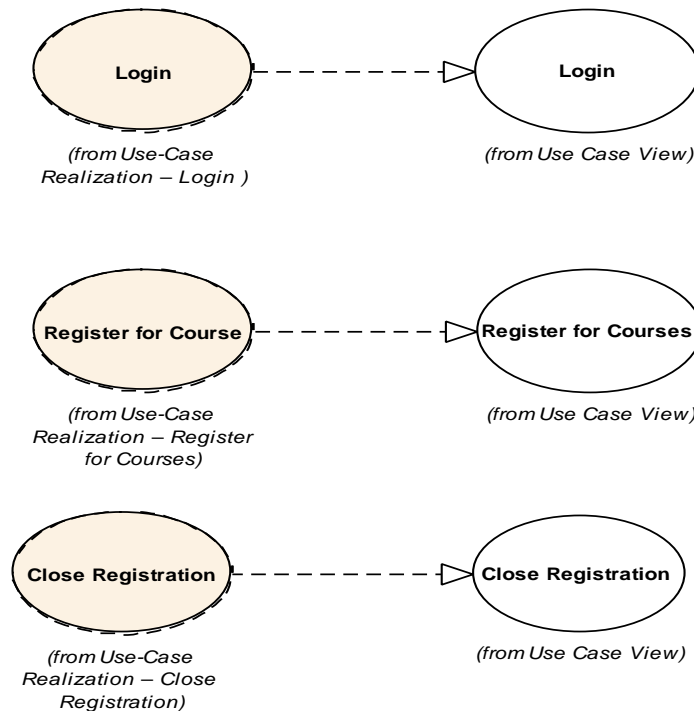 Login
Login
(from Use-Case
Realization – Login )
(from Use Case View)
Register for Course
Register for Courses
(from Use-Case
Realization – Register
for Courses)
(from Use Case View)
Close Registration
Close Registration
(from Use-Case
Realization – Close
Registration)
(from Use Case View)